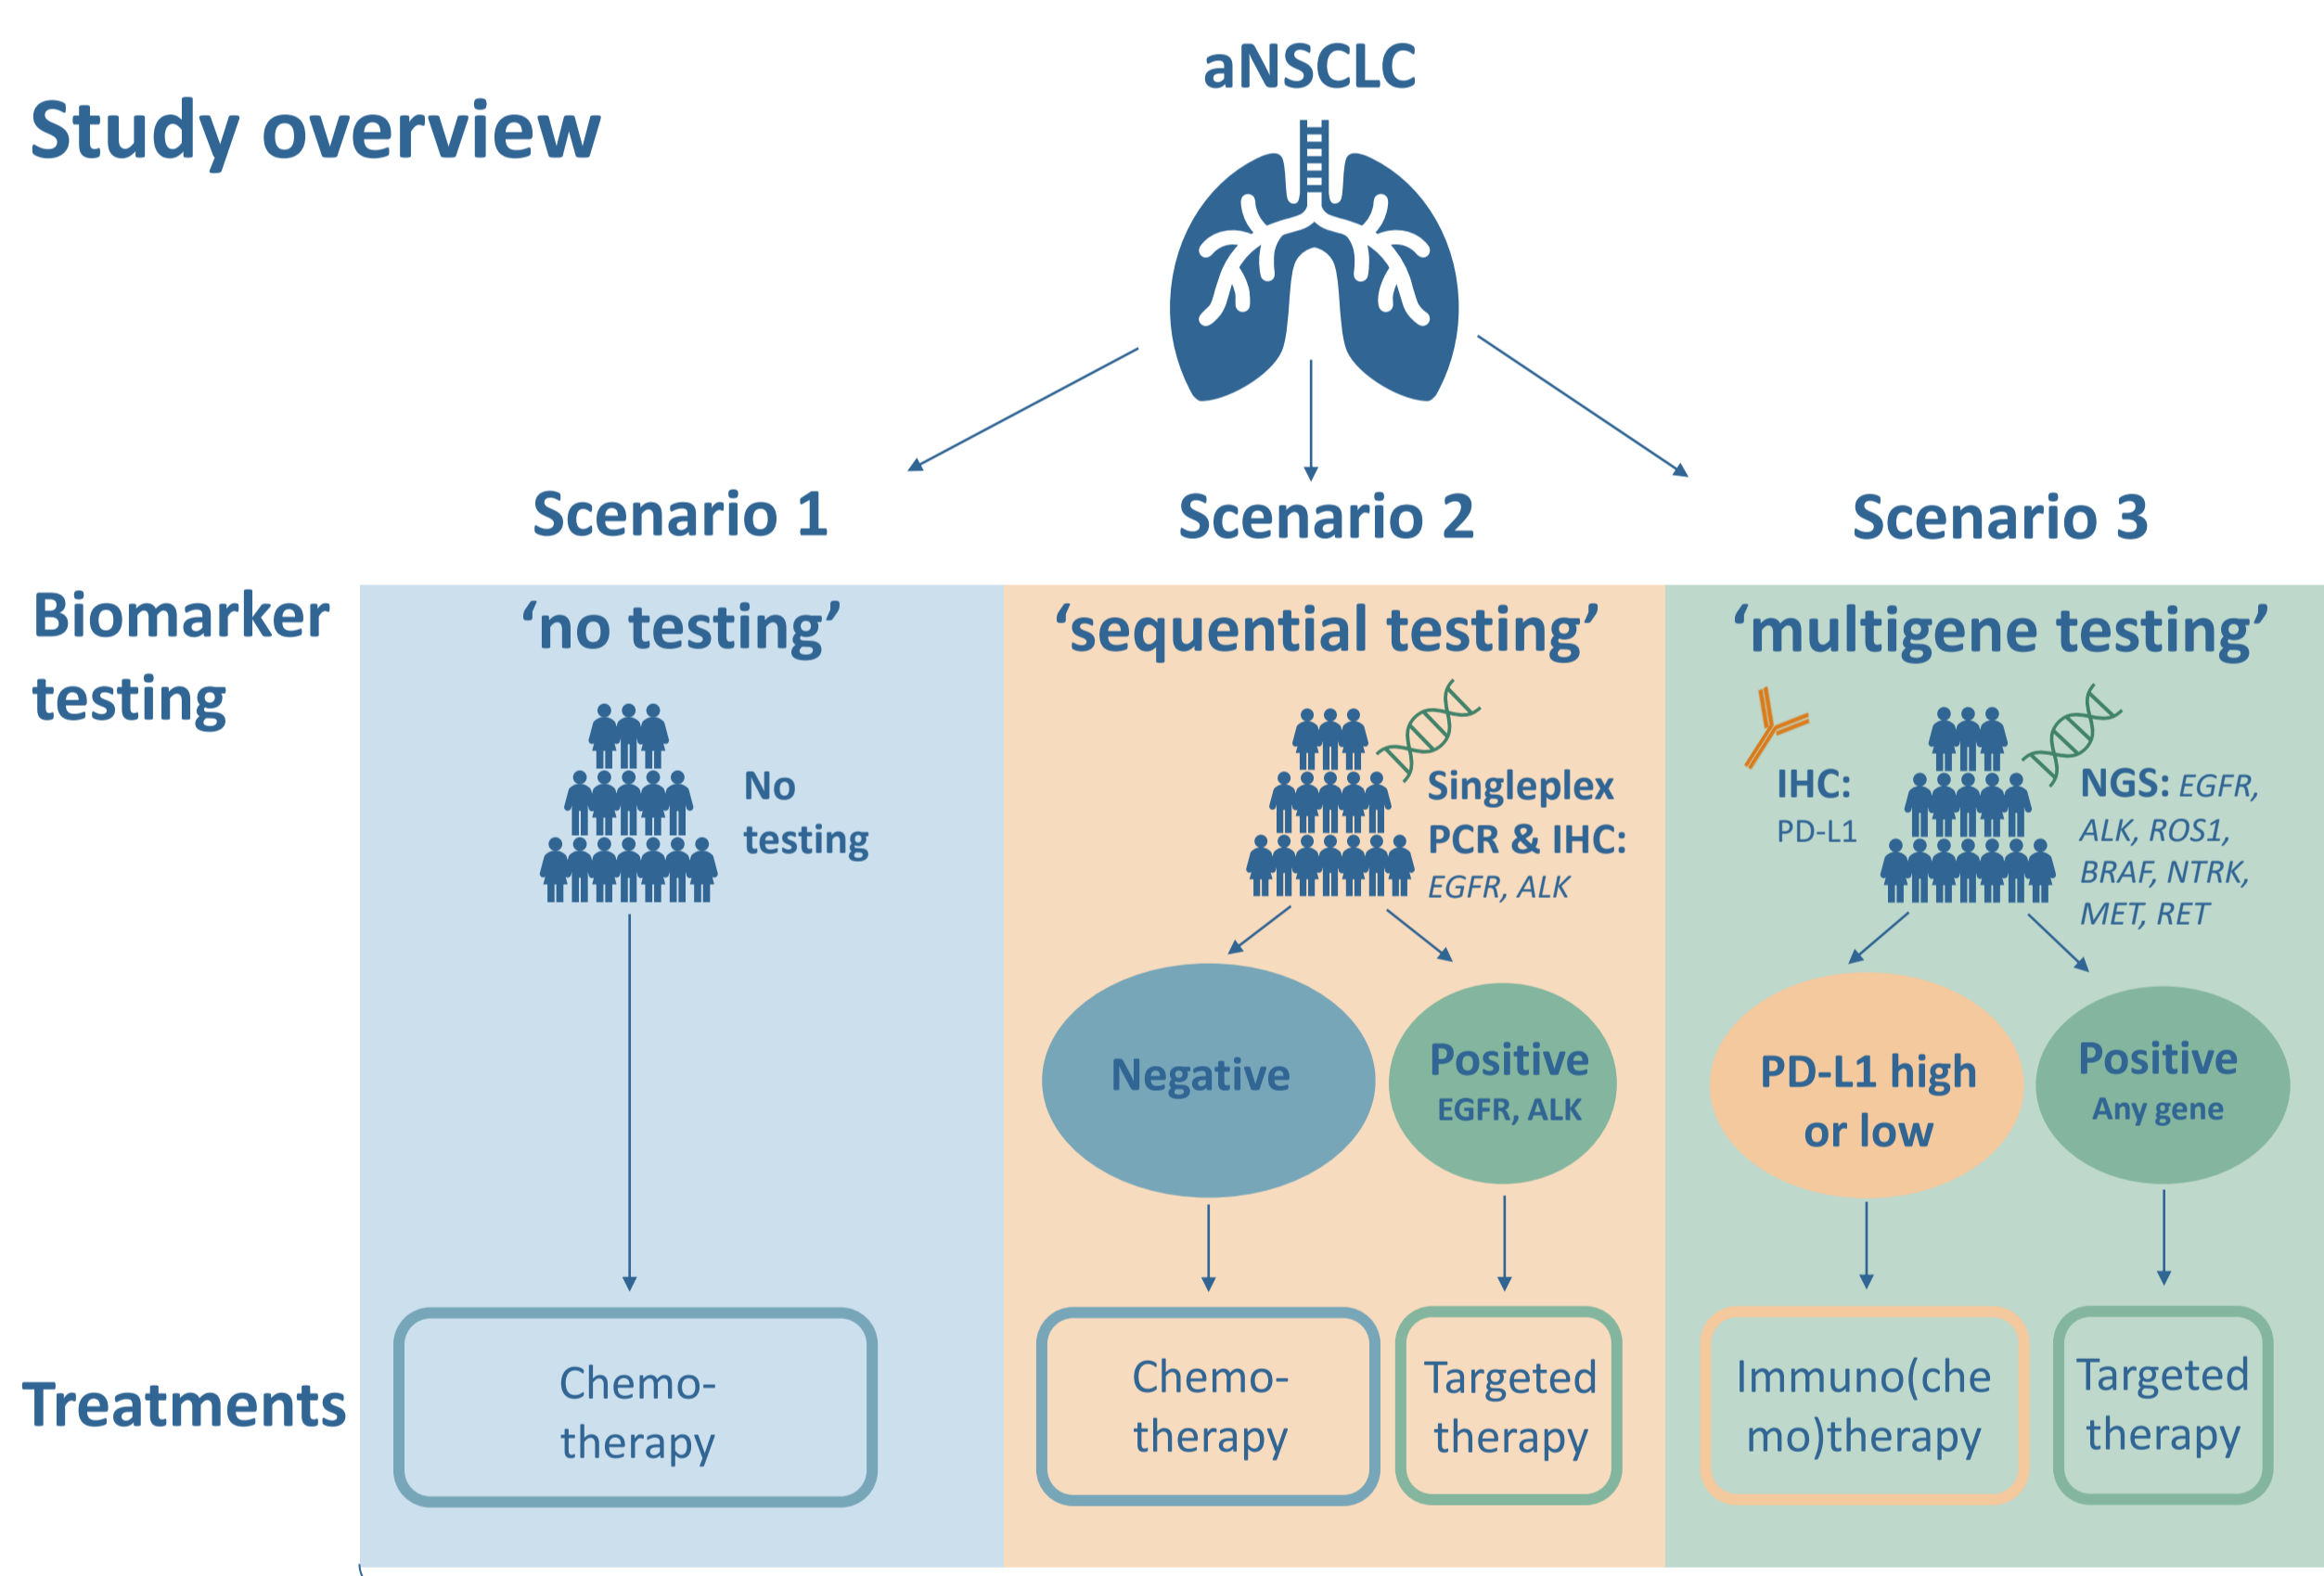 Study overview
aNSCLC
Scenario 1
Scenario 2
Scenario 3
Biomarker
testing
‘no testing’
No
testing
‘sequential testing’
Singleplex
PCR & IHC:
EGFR, ALK
‘multigene testing’
IHC:
PD-L1
NGS: EGFR,
ALK, ROS1,
BRAF, NTRK,
MET, RET
Negative
Positive
EGFR, ALK
PD-L1 high
or low
Positive
Any gene
Treatments
Chemo-
therapy
Chemo-
therapy
Targeted
therapy
Immuno(che
mo)therapy
Targeted
therapy